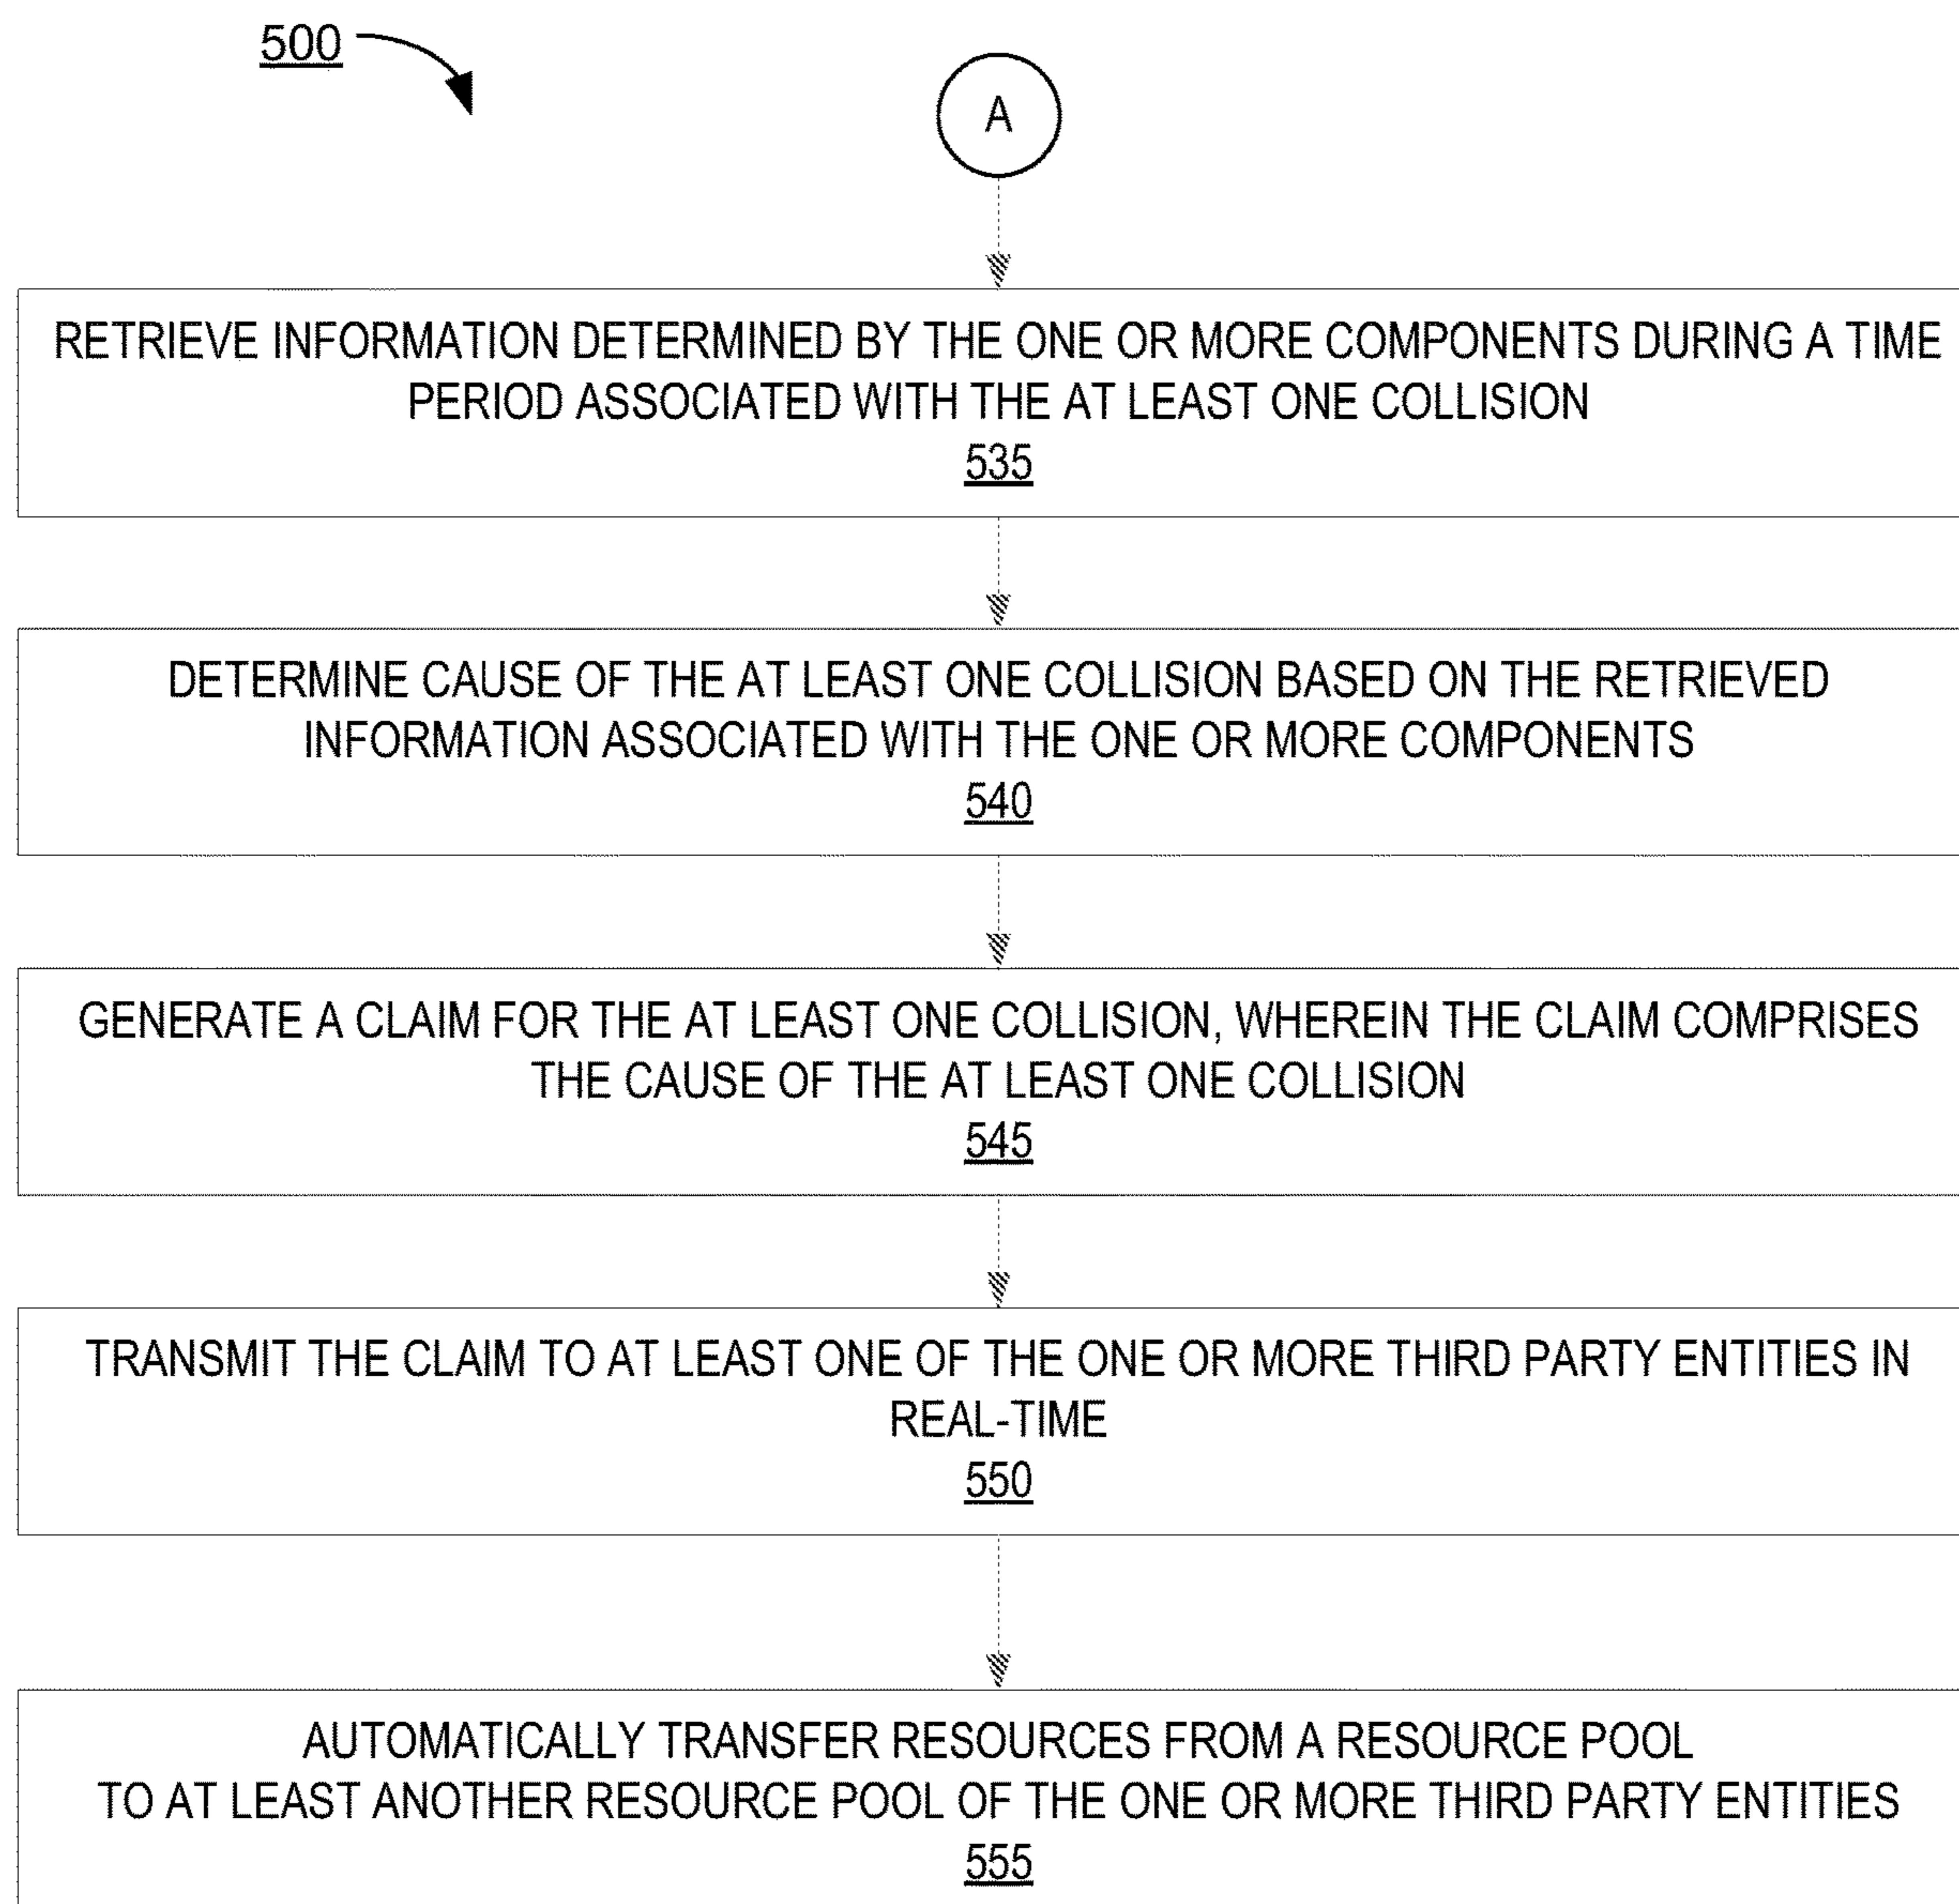 500
A
RETRIEVE INFORMATION DETERMINED BY THE ONE OR MORE COMPONENTS DURING A TIME
PERIOD ASSOCIATED WITH THE AT LEAST ONE COLLISION
535
DETERMINE CAUSE OF THE AT LEAST ONE COLLISION BASED ON THE RETRIEVED
INFORMATION ASSOCIATED WITH THE ONE OR MORE COMPONENTS
540
GENERATE A CLAIM FOR THE AT LEAST ONE COLLISION, WHEREIN THE CLAIM COMPRISES
THE CAUSE OF THE AT LEAST ONE COLLISION
545
TRANSMIT THE CLAIM TO AT LEAST ONE OF THE ONE OR MORE THIRD PARTY ENTITIES IN
REAL-TIME
550
AUTOMATICALLY TRANSFER RESOURCES FROM A RESOURCE POOL
TO AT LEAST ANOTHER RESOURCE POOL OF THE ONE OR MORE THIRD PARTY ENTITIES
555